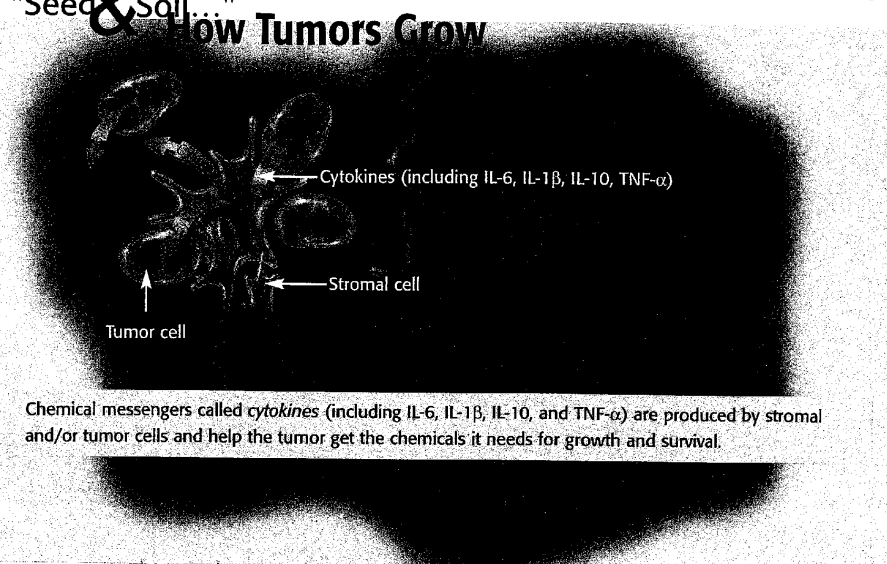 "Seed & Soil..."
How Tumors Grow
Cytokines (including IL-6, IL-1β, IL-10, TNF-α)
Stromal cell
Tumor cell
Chemical messengers called cytokines (including IL-6, IL-1β, IL-10, and TNF-α) are produced by stromal
and/or tumor cells and help the tumor get the chemicals it needs for growth and survival.